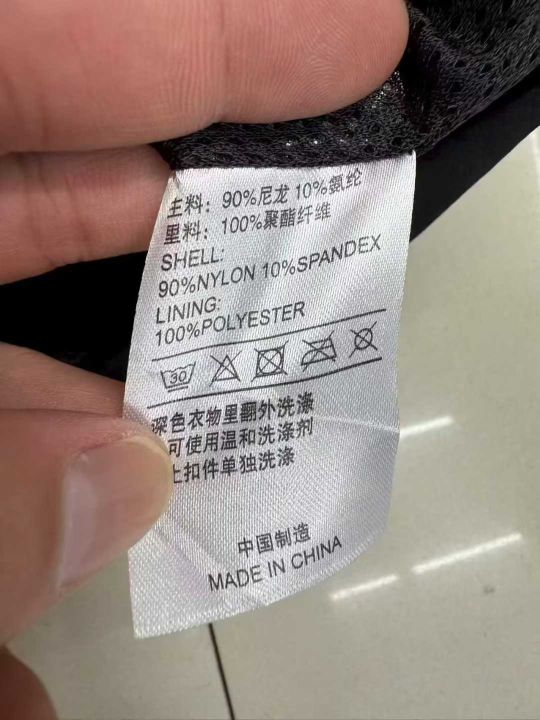 主料：90%尼龙 10%氨纶
里料：100%聚酯纤维
SHELL:
90%NYLON 10%SPANDEX
LINING:
100%POLYESTER
30
深色衣物里翻外洗涤
可使用温和洗涤剂
扣件单独洗涤
中国制造
MADE IN CHINA